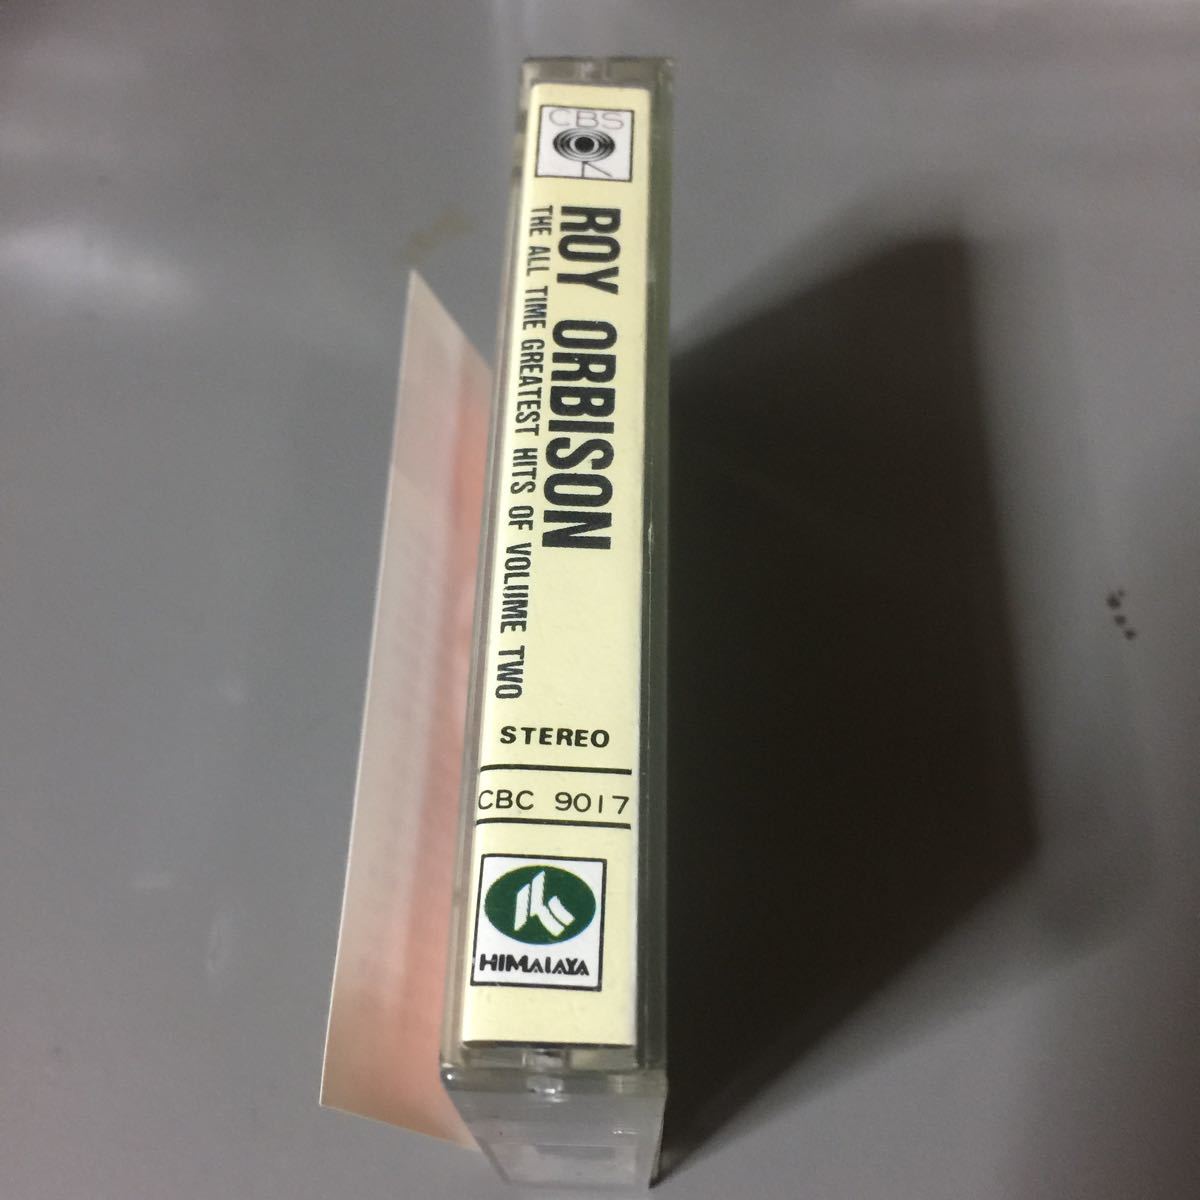 CBS
ROY ORBISON
THE ALL TIME GREATEST HITS OF VOLUME TWO
STEREO
CBC 9017
HIMALAYA